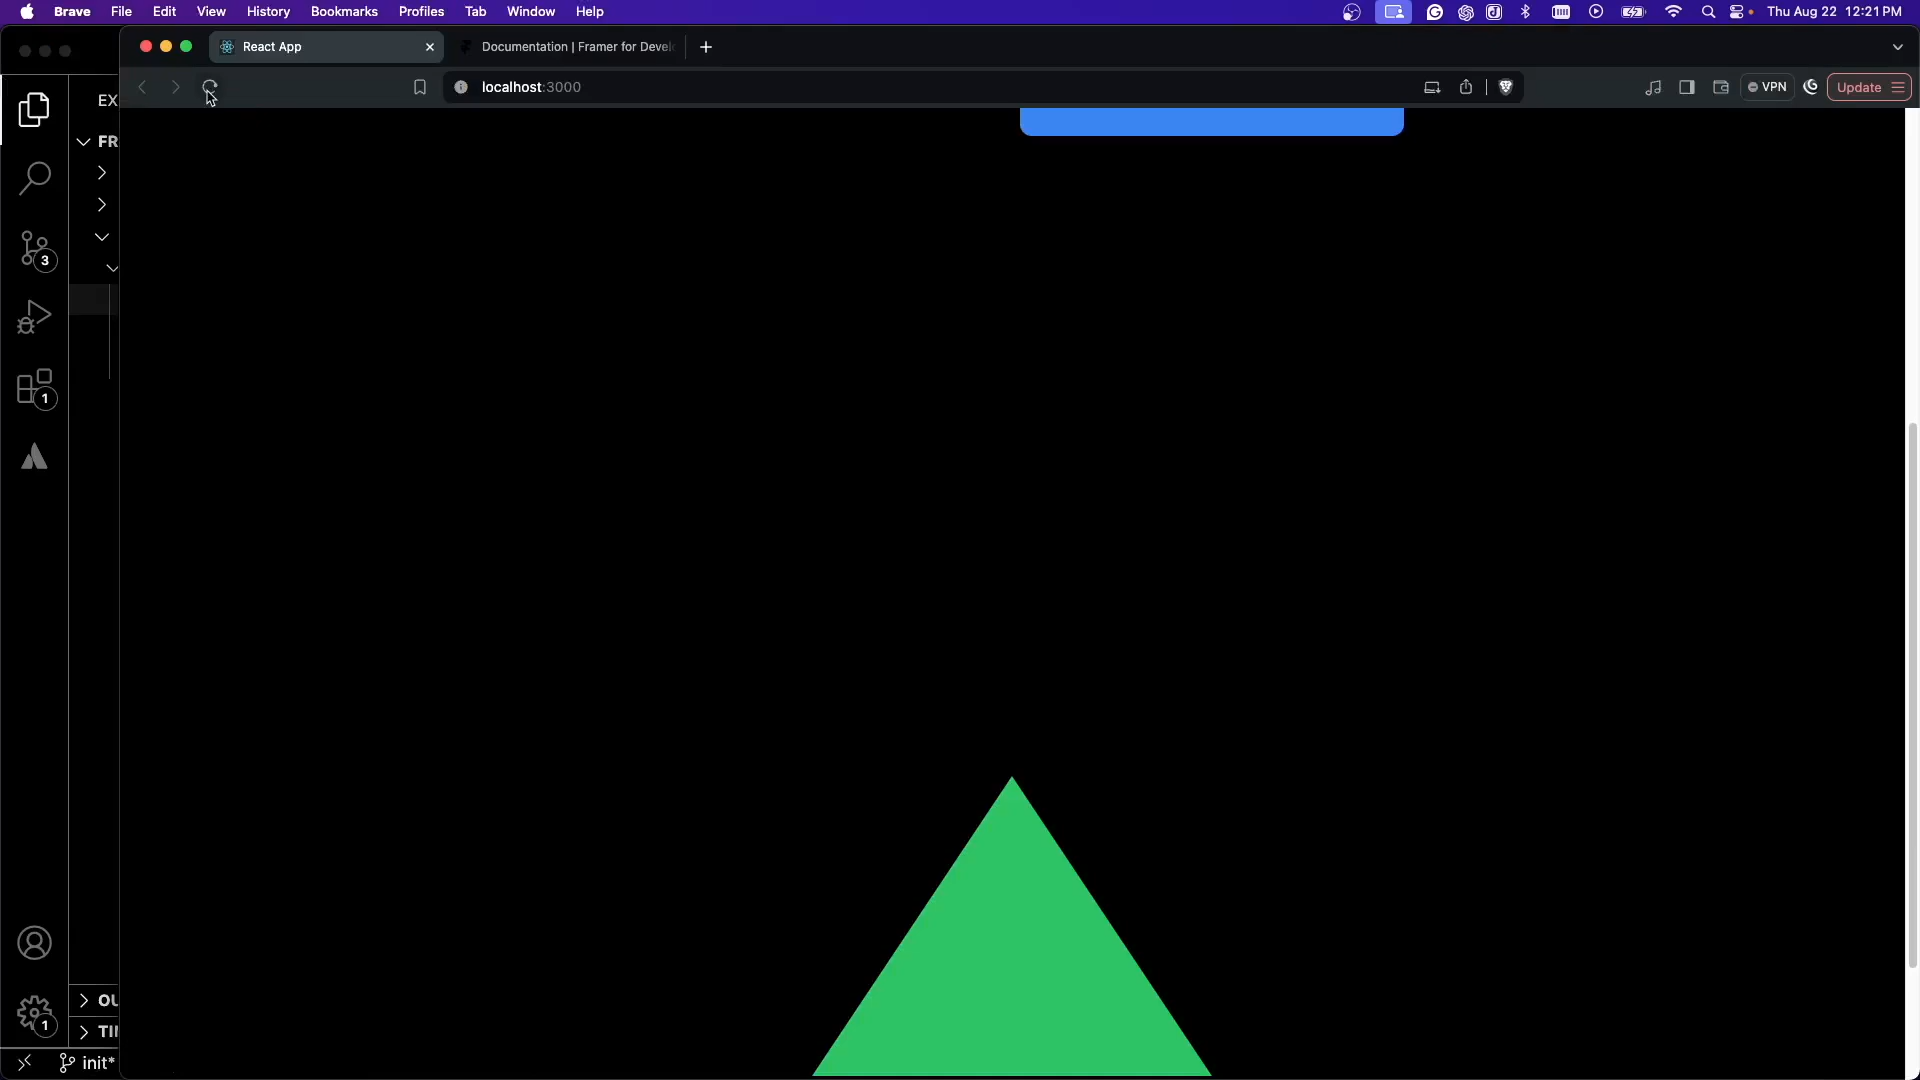 Brave File Edit View History Bookmarks Profiles Tab Window Help Thu Aug 22 12:21 PM
React App Documentation | Framer for Devel
localhost:3000 VPN Update
EX
FR
3
1
OU
1
TI
init*